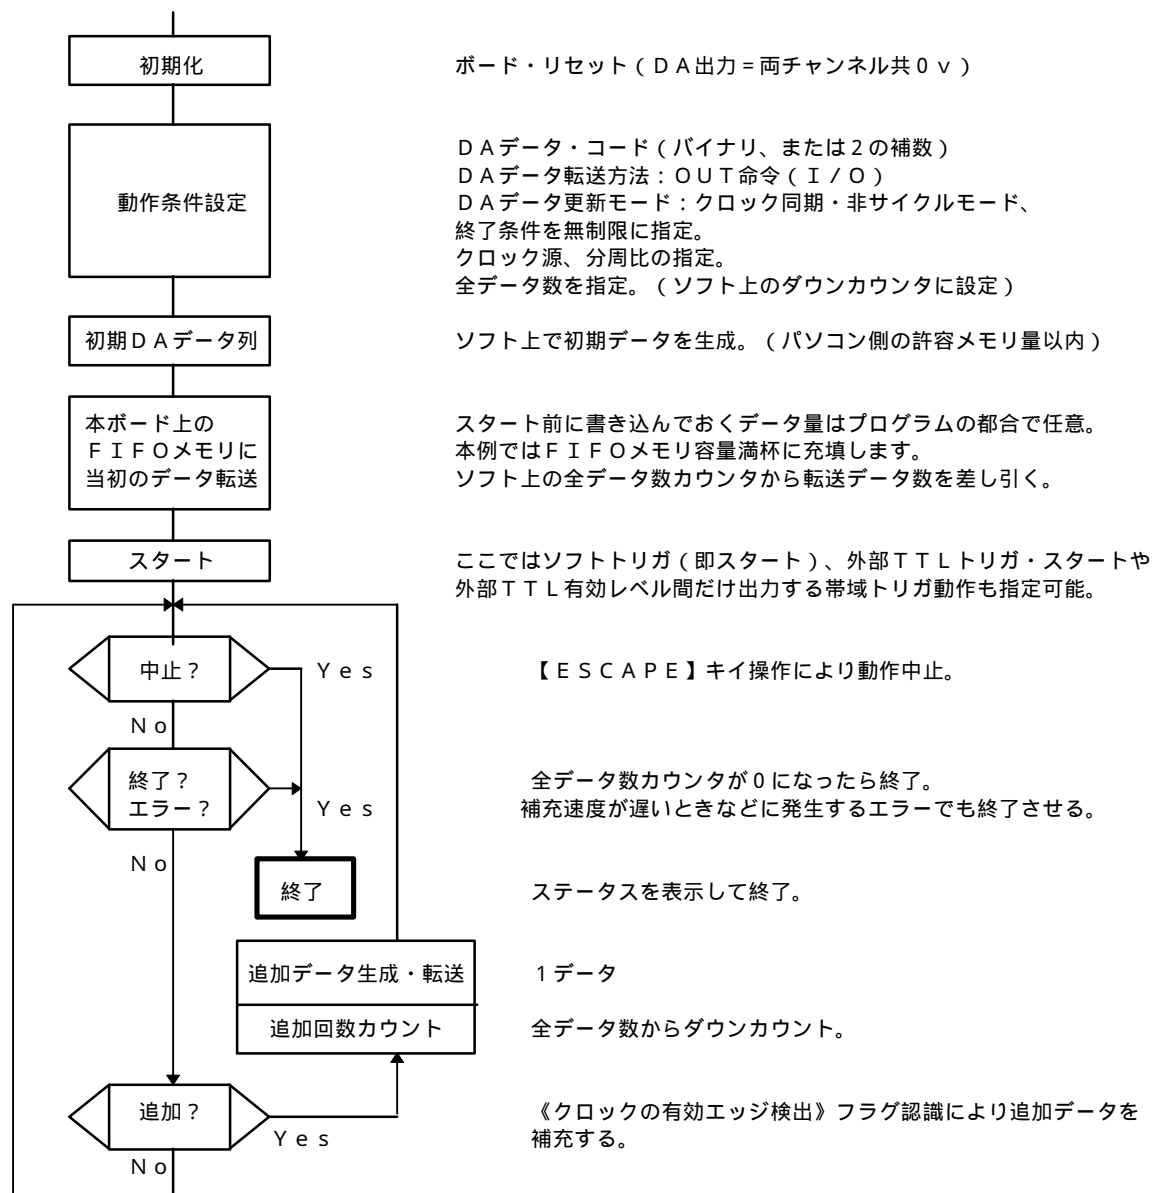 初期化
ボード・リセット（ＤＡ出力＝両チャンネル共０ｖ）
動作条件設定
ＤＡデータ・コード（バイナリ、または２の補数）
ＤＡデータ転送方法：ＯＵＴ命令（Ｉ／Ｏ）
ＤＡデータ更新モード：クロック同期・非サイクルモード、
終了条件を無制限に指定。
クロック源、分周比の指定。
全データ数を指定。（ソフト上のダウンカウンタに設定）
初期ＤＡデータ列
ソフト上で初期データを生成。（パソコン側の許容メモリ量以内）
本ボード上の
ＦＩＦＯメモリに
当初のデータ転送
スタート前に書き込んでおくデータ量はプログラムの都合で任意。
本例ではＦＩＦＯメモリ容量満杯に充填します。
ソフト上の全データ数カウンタから転送データ数を差し引く。
スタート
ここではソフトトリガ（即スタート）、外部ＴＴＬトリガ・スタートや
外部ＴＴＬ有効レベル間だけ出力する帯域トリガ動作も指定可能。
中止？
Ｙｅｓ
【ＥＳＣＡＰＥ】キイ操作により動作中止。
Ｎｏ
終了？
エラー？
Ｙｅｓ
全データ数カウンタが０になったら終了。
補充速度が遅いときなどに発生するエラーでも終了させる。
Ｎｏ
終了
ステータスを表示して終了。
追加データ生成・転送
１データ
追加回数カウント
全データ数からダウンカウント。
追加？
Ｙｅｓ
《クロックの有効エッジ検出》フラグ認識により追加データを
補充する。
Ｎｏ